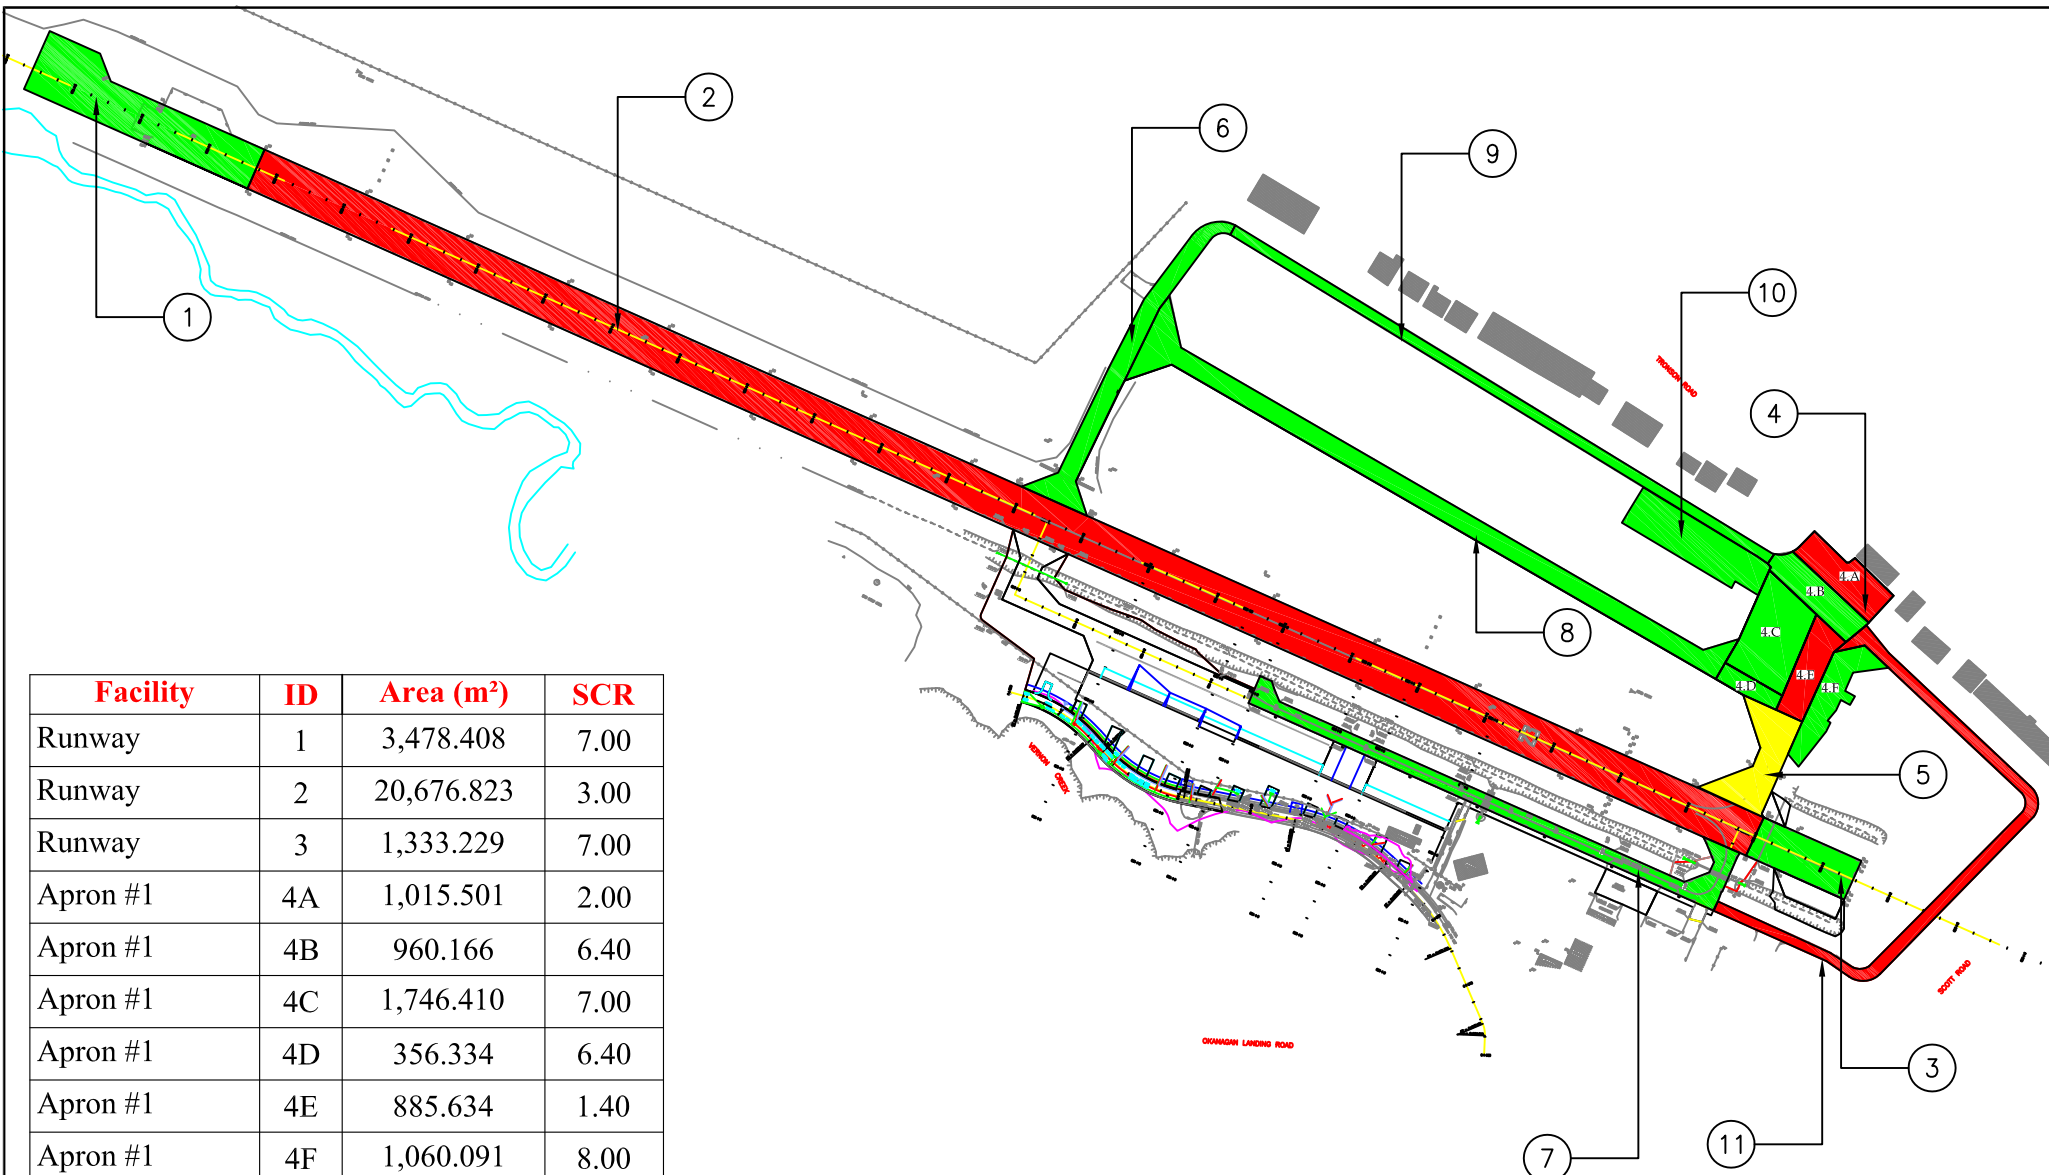 2
6
9
10
1
4
TRONSON ROAD
4.A
4.B
4.C
4.D
4.E
4.F
8
5
VERNON CREEK
SCOTT ROAD
OKANAGAN LANDING ROAD
3
11
7
Facility ID Area (m²) SCR
Runway 1 3,478.408 7.00
Runway 2 20,676.823 3.00
Runway 3 1,333.229 7.00
Apron #1 4A 1,015.501 2.00
Apron #1 4B 960.166 6.40
Apron #1 4C 1,746.410 7.00
Apron #1 4D 356.334 6.40
Apron #1 4E 885.634 1.40
Apron #1 4F 1,060.091 8.00